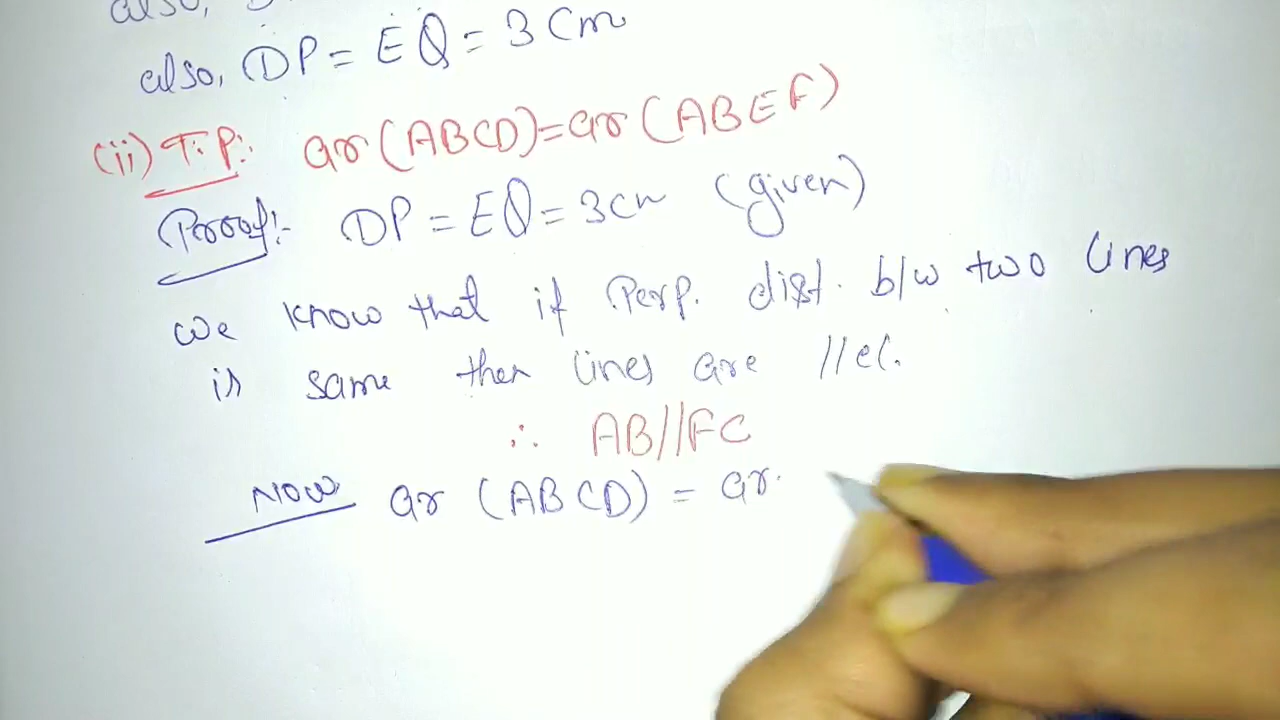 also,
also, DP = EQ = 3 Cm
(ii) T.P:. ar (ABCD)=ar (ABEF)
Proof:- DP = EQ = 3cm (given)
we know that if Perp. dist. b/w two lines
is same then lines are //el.
∴ AB//FC
Now ar (ABCD) = ar.